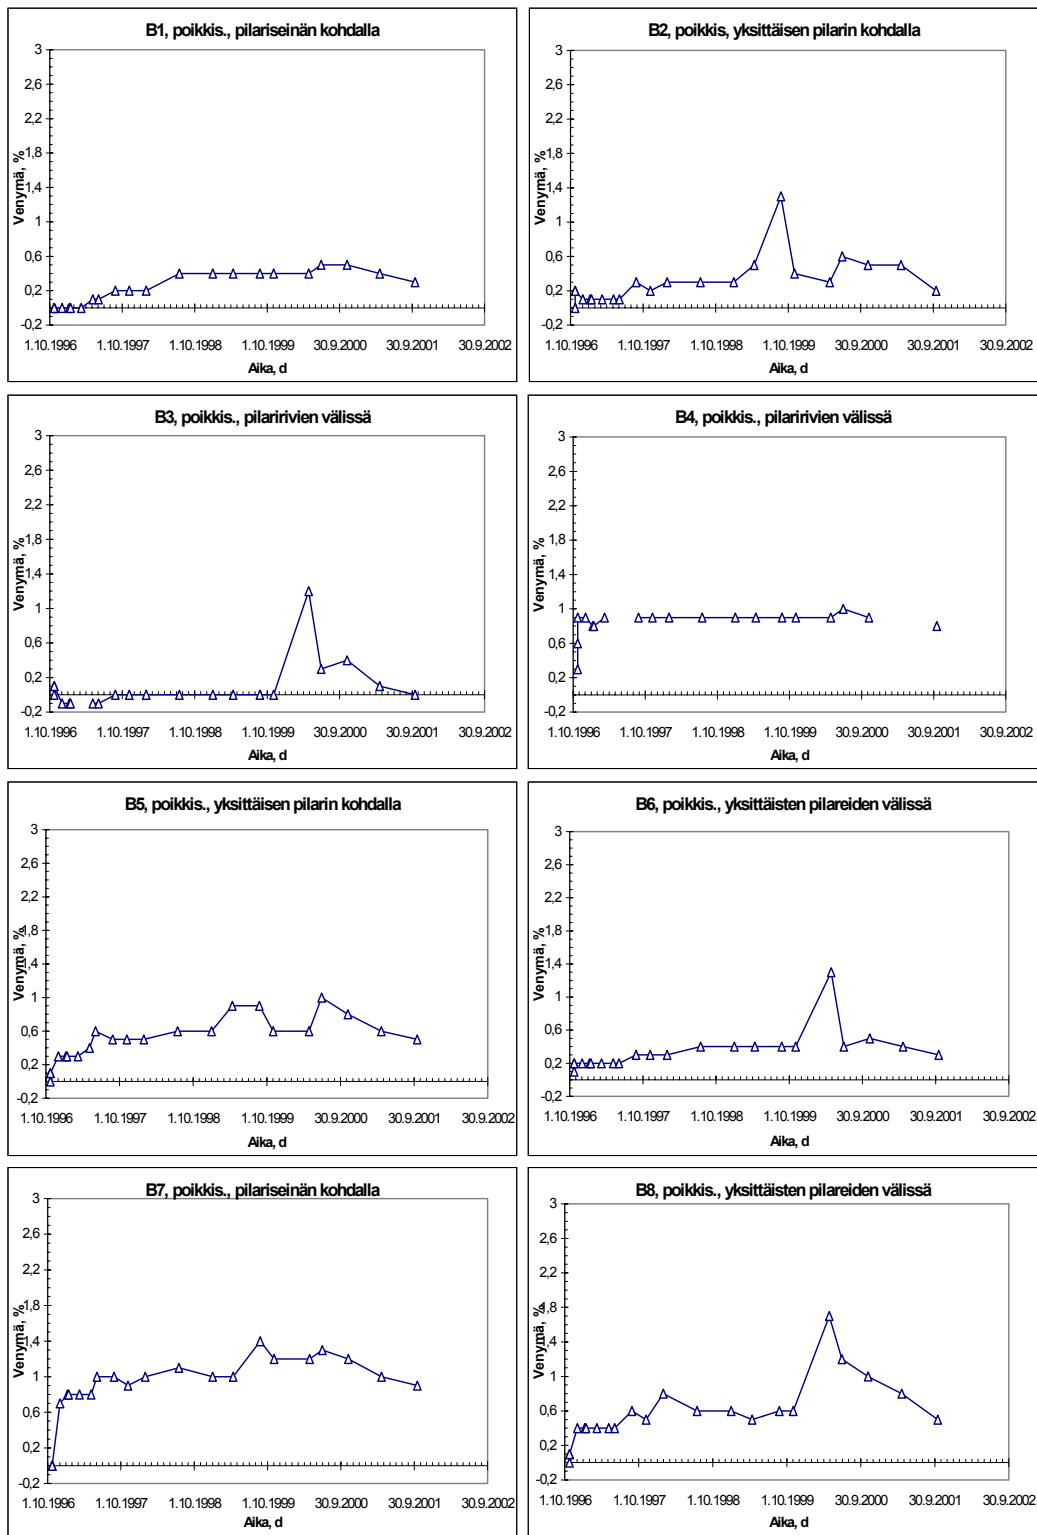 B1, poikkis., pilariseinän kohdalla
3
2,6
2,2
1,8
1,4
1
0,6
0,2
-0,2
Venymä, %
1.10.1996 1.10.1997 1.10.1998 1.10.1999 30.9.2000 30.9.2001 30.9.2002
Aika, d
B2, poikkis, yksittäisen pilarin kohdalla
3
2,6
2,2
1,8
1,4
1
0,6
0,2
-0,2
Venymä, %
1.10.1996 1.10.1997 1.10.1998 1.10.1999 30.9.2000 30.9.2001 30.9.2002
Aika, d
B3, poikkis., pilaririvien välissä
3
2,6
2,2
1,8
1,4
1
0,6
0,2
-0,2
Venymä, %
1.10.1996 1.10.1997 1.10.1998 1.10.1999 30.9.2000 30.9.2001 30.9.2002
Aika, d
B4, poikkis., pilaririvien välissä
3
2,6
2,2
1,8
1,4
1
0,6
0,2
-0,2
Venymä, %
1.10.1996 1.10.1997 1.10.1998 1.10.1999 30.9.2000 30.9.2001 30.9.2002
Aika, d
B5, poikkis., yksittäisen pilarin kohdalla
3
2,6
2,2
1,8
1,4
1
0,6
0,2
-0,2
Venymä, %
1.10.1996 1.10.1997 1.10.1998 1.10.1999 30.9.2000 30.9.2001 30.9.2002
Aika, d
B6, poikkis., yksittäisten pilareiden välissä
3
2,6
2,2
1,8
1,4
1
0,6
0,2
-0,2
Venymä, %
1.10.1996 1.10.1997 1.10.1998 1.10.1999 30.9.2000 30.9.2001 30.9.2002
Aika, d
B7, poikkis., pilariseinän kohdalla
3
2,6
2,2
1,8
1,4
1
0,6
0,2
-0,2
Venymä, %
1.10.1996 1.10.1997 1.10.1998 1.10.1999 30.9.2000 30.9.2001 30.9.2002
Aika, d
B8, poikkis., yksittäisten pilareiden välissä
3
2,6
2,2
1,8
1,4
1
0,6
0,2
-0,2
Venymä, %
1.10.1996 1.10.1997 1.10.1998 1.10.1999 30.9.2000 30.9.2001 30.9.2002
Aika, d